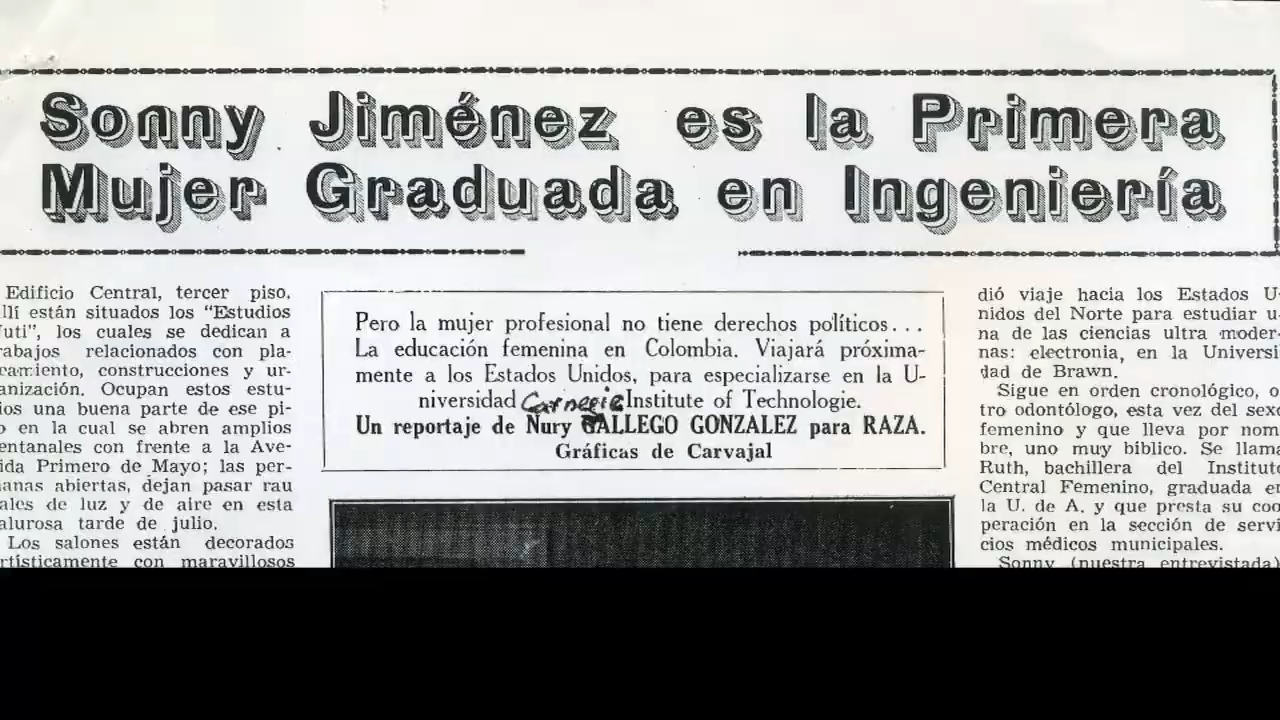 Sonny Jiménez es la Primera
Mujer Graduada en Ingeniería
Edificio Central, tercer piso.
llí están situados los "Estudios
uti", los cuales se dedican a
rabajos relacionados con pla-
camiento, construcciones y ur-
anización. Ocupan estos estu-
ios una buena parte de ese pi-
o en la cual se abren amplios
entanales con frente a la Ave-
ida Primero de Mayo; las per-
ianas abiertas, dejan pasar rau
ales de luz y de aire en esta
alurosa tarde de julio.
Los salones están decorados
rtísticamente con maravillosos
Pero la mujer profesional no tiene derechos políticos...
La educación femenina en Colombia. Viajará próxima-
mente a los Estados Unidos, para especializarse en la U-
niversidad Carnegie Institute of Technologie.
Un reportaje de Nury GALLEGO GONZALEZ para RAZA.
Gráficas de Carvajal
dió viaje hacia los Estados U-
nidos del Norte para estudiar u-
na de las ciencias ultra moder-
nas: electronia, en la Universi
dad de Brawn.
Sigue en orden cronológico, o-
tro odontólogo, esta vez del sexo
femenino y que lleva por nom-
bre, uno muy bíblico. Se llama
Ruth, bachillera del Instituto
Central Femenino, graduada en
la U. de A. y que presta su coo
peración en la sección de servi
cios médicos municipales.
Sonny (nuestra entrevistada)